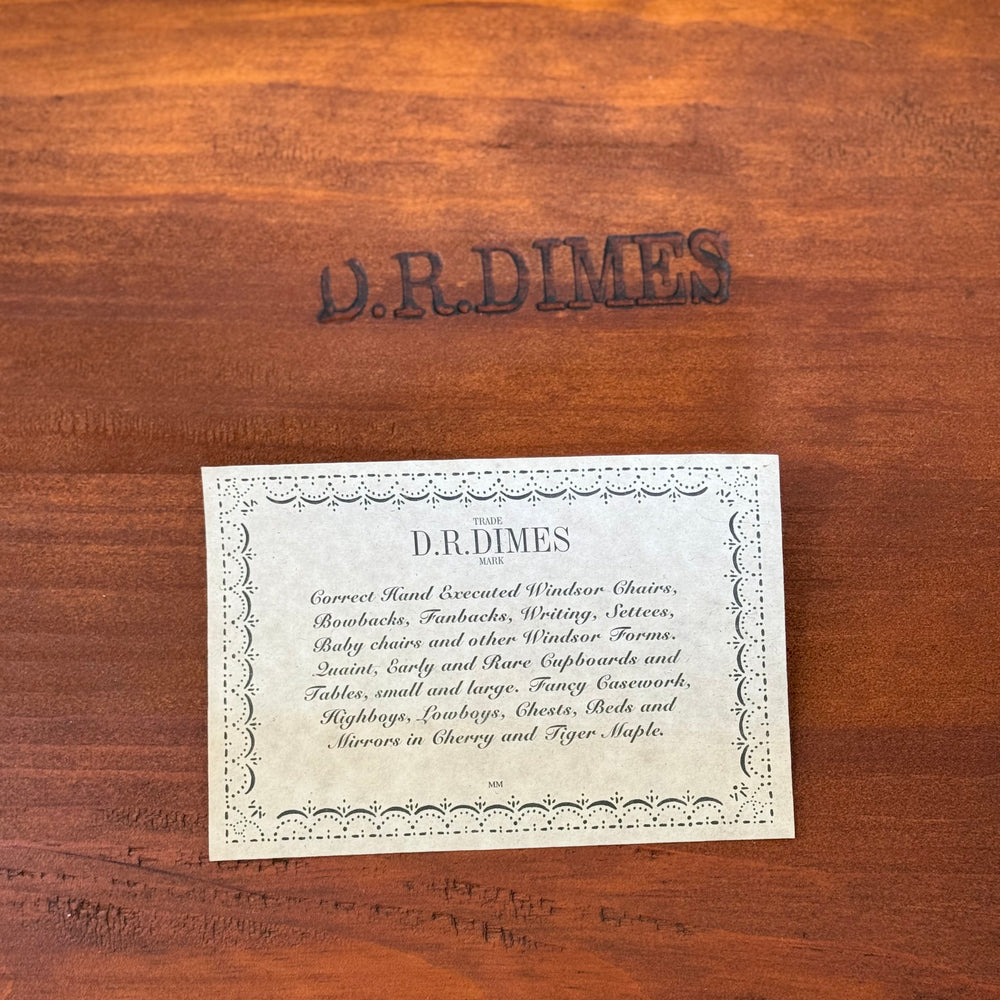 D.R.DIMES
TRADE
D.R.DIMES
MARK
Correct Hand Executed Windsor Chairs,
Bowbacks, Fanbacks, Writing, Settees,
Baby chairs and other Windsor Forms.
Quaint, Early and Rare Cupboards and
Tables, small and large. Fancy Casework,
Highboys, Lowboys, Chests, Beds and
Mirrors in Cherry and Tiger Maple.
MM